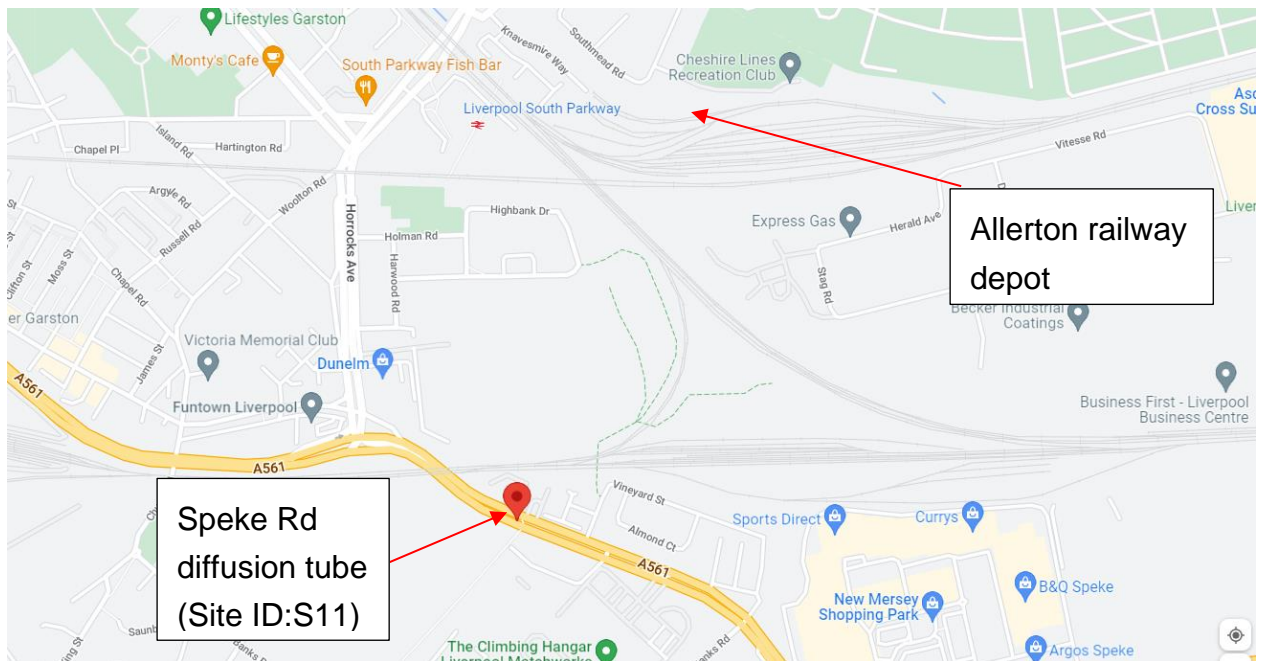 Lifestyles Garston
Monty's Cafe
South Parkway Fish Bar
Knavesmire Way
Southmead Rd
Cheshire Lines
Recreation Club
Liverpool South Parkway
Cross Su
Vitesse Rd
Chapel Pl
Hartington Rd
Island Rd
Woolton Rd
Argyle Rd
Russell Rd
Highbank Dr
Express Gas
Herald Ave
Allerton railway
depot
Liver
Horrocks Ave
Holman Rd
Harwood Rd
Stag Rd
Moss St
Clifton St
Chapel Rd
er Garston
Becker Industrial
Coatings
Victoria Memorial Club
James St
Dunelm
A561
Funtown Liverpool
Business First - Liverpool
Business Centre
A561
Speke Rd
diffusion tube
(Site ID:S11)
Vineyard St
Almond Ct
Sports Direct
Currys
A561
B&Q Speke
New Mersey
Shopping Park
The Climbing Hangar
Liverpool Matchworks
Argos Speke